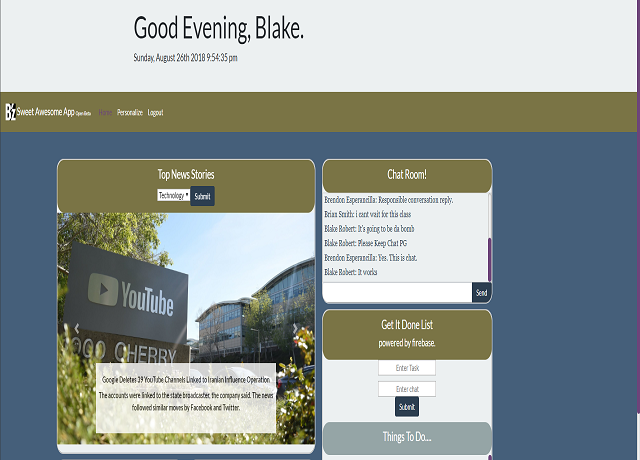 Good Evening, Blake.
Sunday, August 26th 2018 9:54:35 pm
B'z Sweet Awesome App Open Beta Home Personalize Logout
Top News Stories
Technology Submit
YouTube
CHERRY
Google Deletes 39 YouTube Channels Linked to Iranian Influence Operation
The accounts were linked to the state broadcaster, the company said. The news
followed similar moves by Facebook and Twitter.
Chat Room!
Brendon Esperanzilla: Responsible conversation reply.
Brian Smith: i cant wait for this class
Blake Robert: It's going to be da bomb
Blake Robert: Please Keep Chat PG
Brendon Esperanzilla: Yes. This is chat.
Blake Robert: It works
Send
Get It Done List
powered by firebase.
Enter Task
Enter chat
Submit
Things To Do...